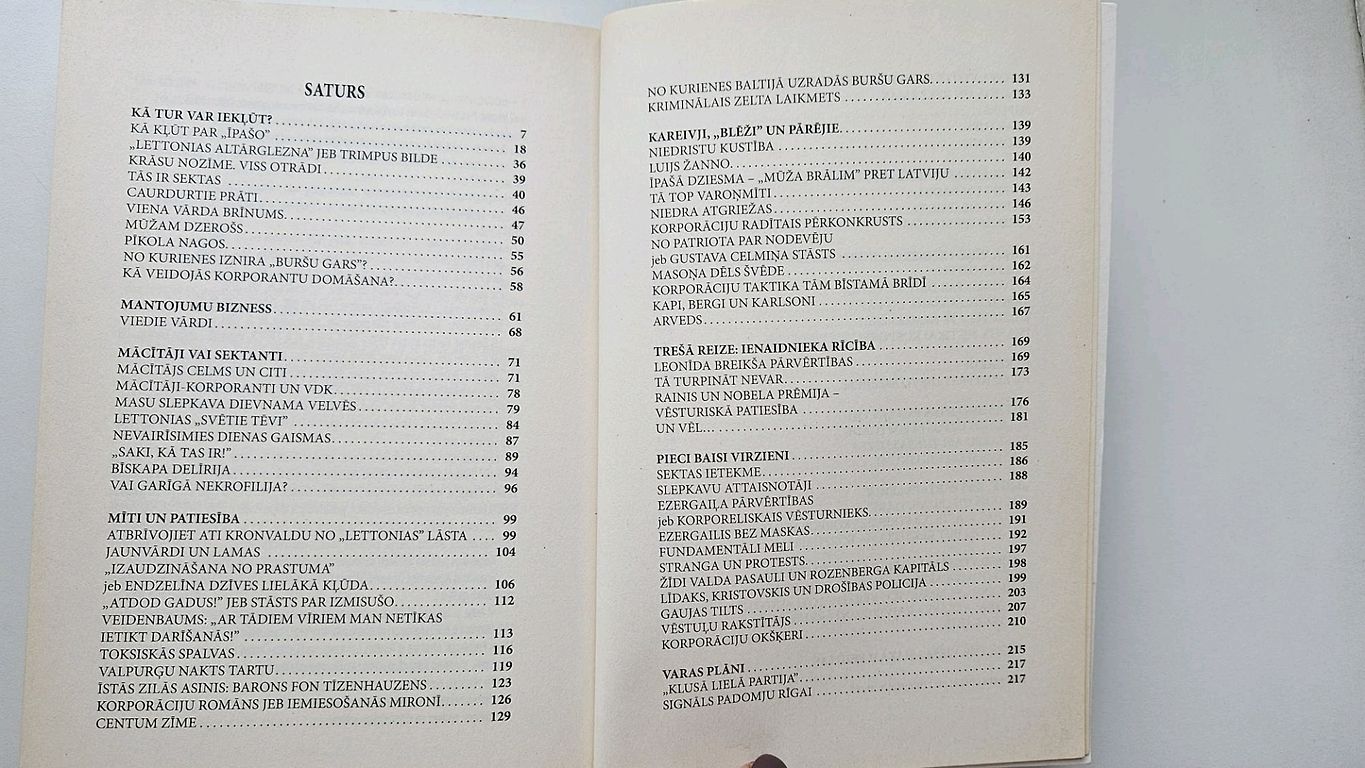 SATURS
KĀ TUR VAR IEKĻŪT? 7
KĀ KĻŪT PAR „ĪPAŠO” 18
„LETTONIAS ALTĀRGLEZNA” JEB TRIMPUS BILDE 36
KRĀSU NOZĪME. VISS OTRĀDI 39
TĀS IR SEKTAS 40
CAURDURTIE PRĀTI 46
VIENA VĀRDA BRĪNUMS 47
MŪŽAM DZEROŠS 50
PĪKOLA NAGOS 55
NO KURIENES IZNIRA „BURŠU GARS”? 56
KĀ VEIDOJĀS KORPORANTU DOMĀŠANA? 58
MANTOJUMU BIZNESS 61
VIEDIE VĀRDI 68
MĀCĪTĀJI VAI SEKTANTI 71
MĀCĪTĀJS CELMS UN CITI 71
MĀCĪTĀJI-KORPORANTI UN VDK 78
MASU SLEPKAVA DIEVNAMA VELVĒS 79
LETTONIAS „SVĒTIE TĒVI” 84
NEVAIRĪSIMIES DIENAS GAISMAS 87
„SAKI, KĀ TAS IR!” 89
BĪSKAPA DELĪRIJA 94
VAI GARĪGĀ NEKROFILIJA? 96
MĪTI UN PATIESĪBA 99
ATBRĪVOJIET ATI KRONVALDU NO „LETTONIAS” LĀSTA 99
JAUNVĀRDI UN LAMAS 104
„IZAUDZINĀŠANA NO PRASTUMA”
jeb ENDZELĪNA DZĪVES LIELĀKĀ KĻŪDA 106
„ATDOD GADUS!” JEB STĀSTS PAR IZMISUŠO 112
VEIDENBAUMS: „AR TĀDIEM VĪRIEM MAN NETĪKAS
IETIKT DARĪŠANĀS!” 113
TOKSISKĀS SPALVAS 116
VALPURĢU NAKTS TARTU 119
ĪSTĀS ZILĀS ASINIS: BARONS FON TĪZENHAUZENS 123
KORPORĀCIJU ROMĀNS JEB IEMIESOŠANĀS MIRONĪ 126
CENTUM ZĪME 129
NO KURIENES BALTIJĀ UZRADĀS BURŠU GARS 131
KRIMINĀLAIS ZELTA LAIKMETS 133
KAREIVJI, „BLĒŽI” UN PĀRĒJIE 139
NIEDRISTU KUSTĪBA 139
LUIJS ŽANNO 140
ĪPAŠĀ DZIESMA – „MŪŽA BRĀLIM” PRET LATVIJU 142
TĀ TOP VAROŅMĪTI 143
NIEDRA ATGRIEŽAS 146
KORPORĀCIJU RADĪTAIS PĒRKONKRUSTS 153
NO PATRIOTA PAR NODEVĒJU
jeb GUSTAVA CELMIŅA STĀSTS 161
MASOŅA DĒLS ŠVĒDE 162
KORPORĀCIJU TAKTIKA TĀM BĪSTAMĀ BRĪDĪ 164
KAPI, BERGI UN KARLSONI 165
ARVEDS 167
TREŠĀ REIZE: IENAIDNIEKA RĪCĪBA 169
LEONĪDA BREIKŠA PĀRVĒRTĪBAS 169
TĀ TURPINĀT NEVAR 173
RAINIS UN NOBELA PRĒMIJA –
VĒSTURISKĀ PATIESĪBA 176
UN VĒL… 181
PIECI BAISI VIRZIENI 185
SEKTAS IETEKME 186
SLEPKAVU ATTAISNOTĀJI 188
EZERGAIĻA PĀRVĒRTĪBAS
jeb KORPORELISKAIS VĒSTURNIEKS 189
EZERGAILIS BEZ MASKAS 191
FUNDAMENTĀLI MELI 192
STRANGA UN PROTESTS 197
ŽĪDI VALDA PASAULI UN ROZENBERGA KAPITĀLS 198
LĪDAKS, KRISTOVSKIS UN DROŠĪBAS POLICIJA 199
GAUJAS TILTS 203
VĒSTUĻU RAKSTĪTĀJS 207
KORPORĀCIJU OKŠĶERI 210
VARAS PLĀNI 215
„KLUSĀ LIELĀ PARTIJA” 217
SIGNĀLS PADOMJU RĪGAI 217